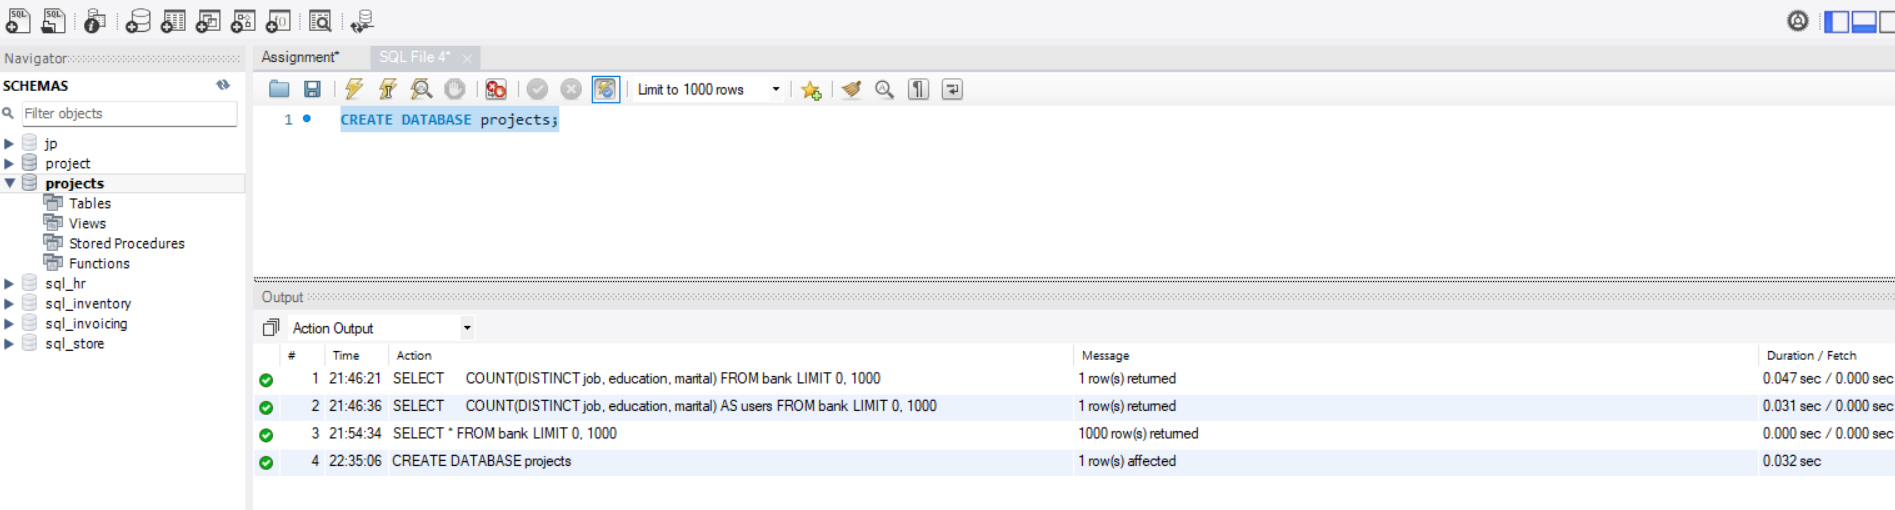 Navigator
SCHEMAS
Filter objects
jp
project
projects
Tables
Views
Stored Procedures
Functions
sql_hr
sql_inventory
sql_invoicing
sql_store
Assignment*
SQL File 4*
Limit to 1000 rows
1 CREATE DATABASE projects;
Output
Action Output
# Time Action Message Duration / Fetch
1 21:46:21 SELECT COUNT(DISTINCT job, education, marital) FROM bank LIMIT 0, 1000 1 row(s) returned 0.047 sec / 0.000 sec
2 21:46:36 SELECT COUNT(DISTINCT job, education, marital) AS users FROM bank LIMIT 0, 1000 1 row(s) returned 0.031 sec / 0.000 sec
3 21:54:34 SELECT * FROM bank LIMIT 0, 1000 1000 row(s) returned 0.000 sec / 0.000 sec
4 22:35:06 CREATE DATABASE projects 1 row(s) affected 0.032 sec